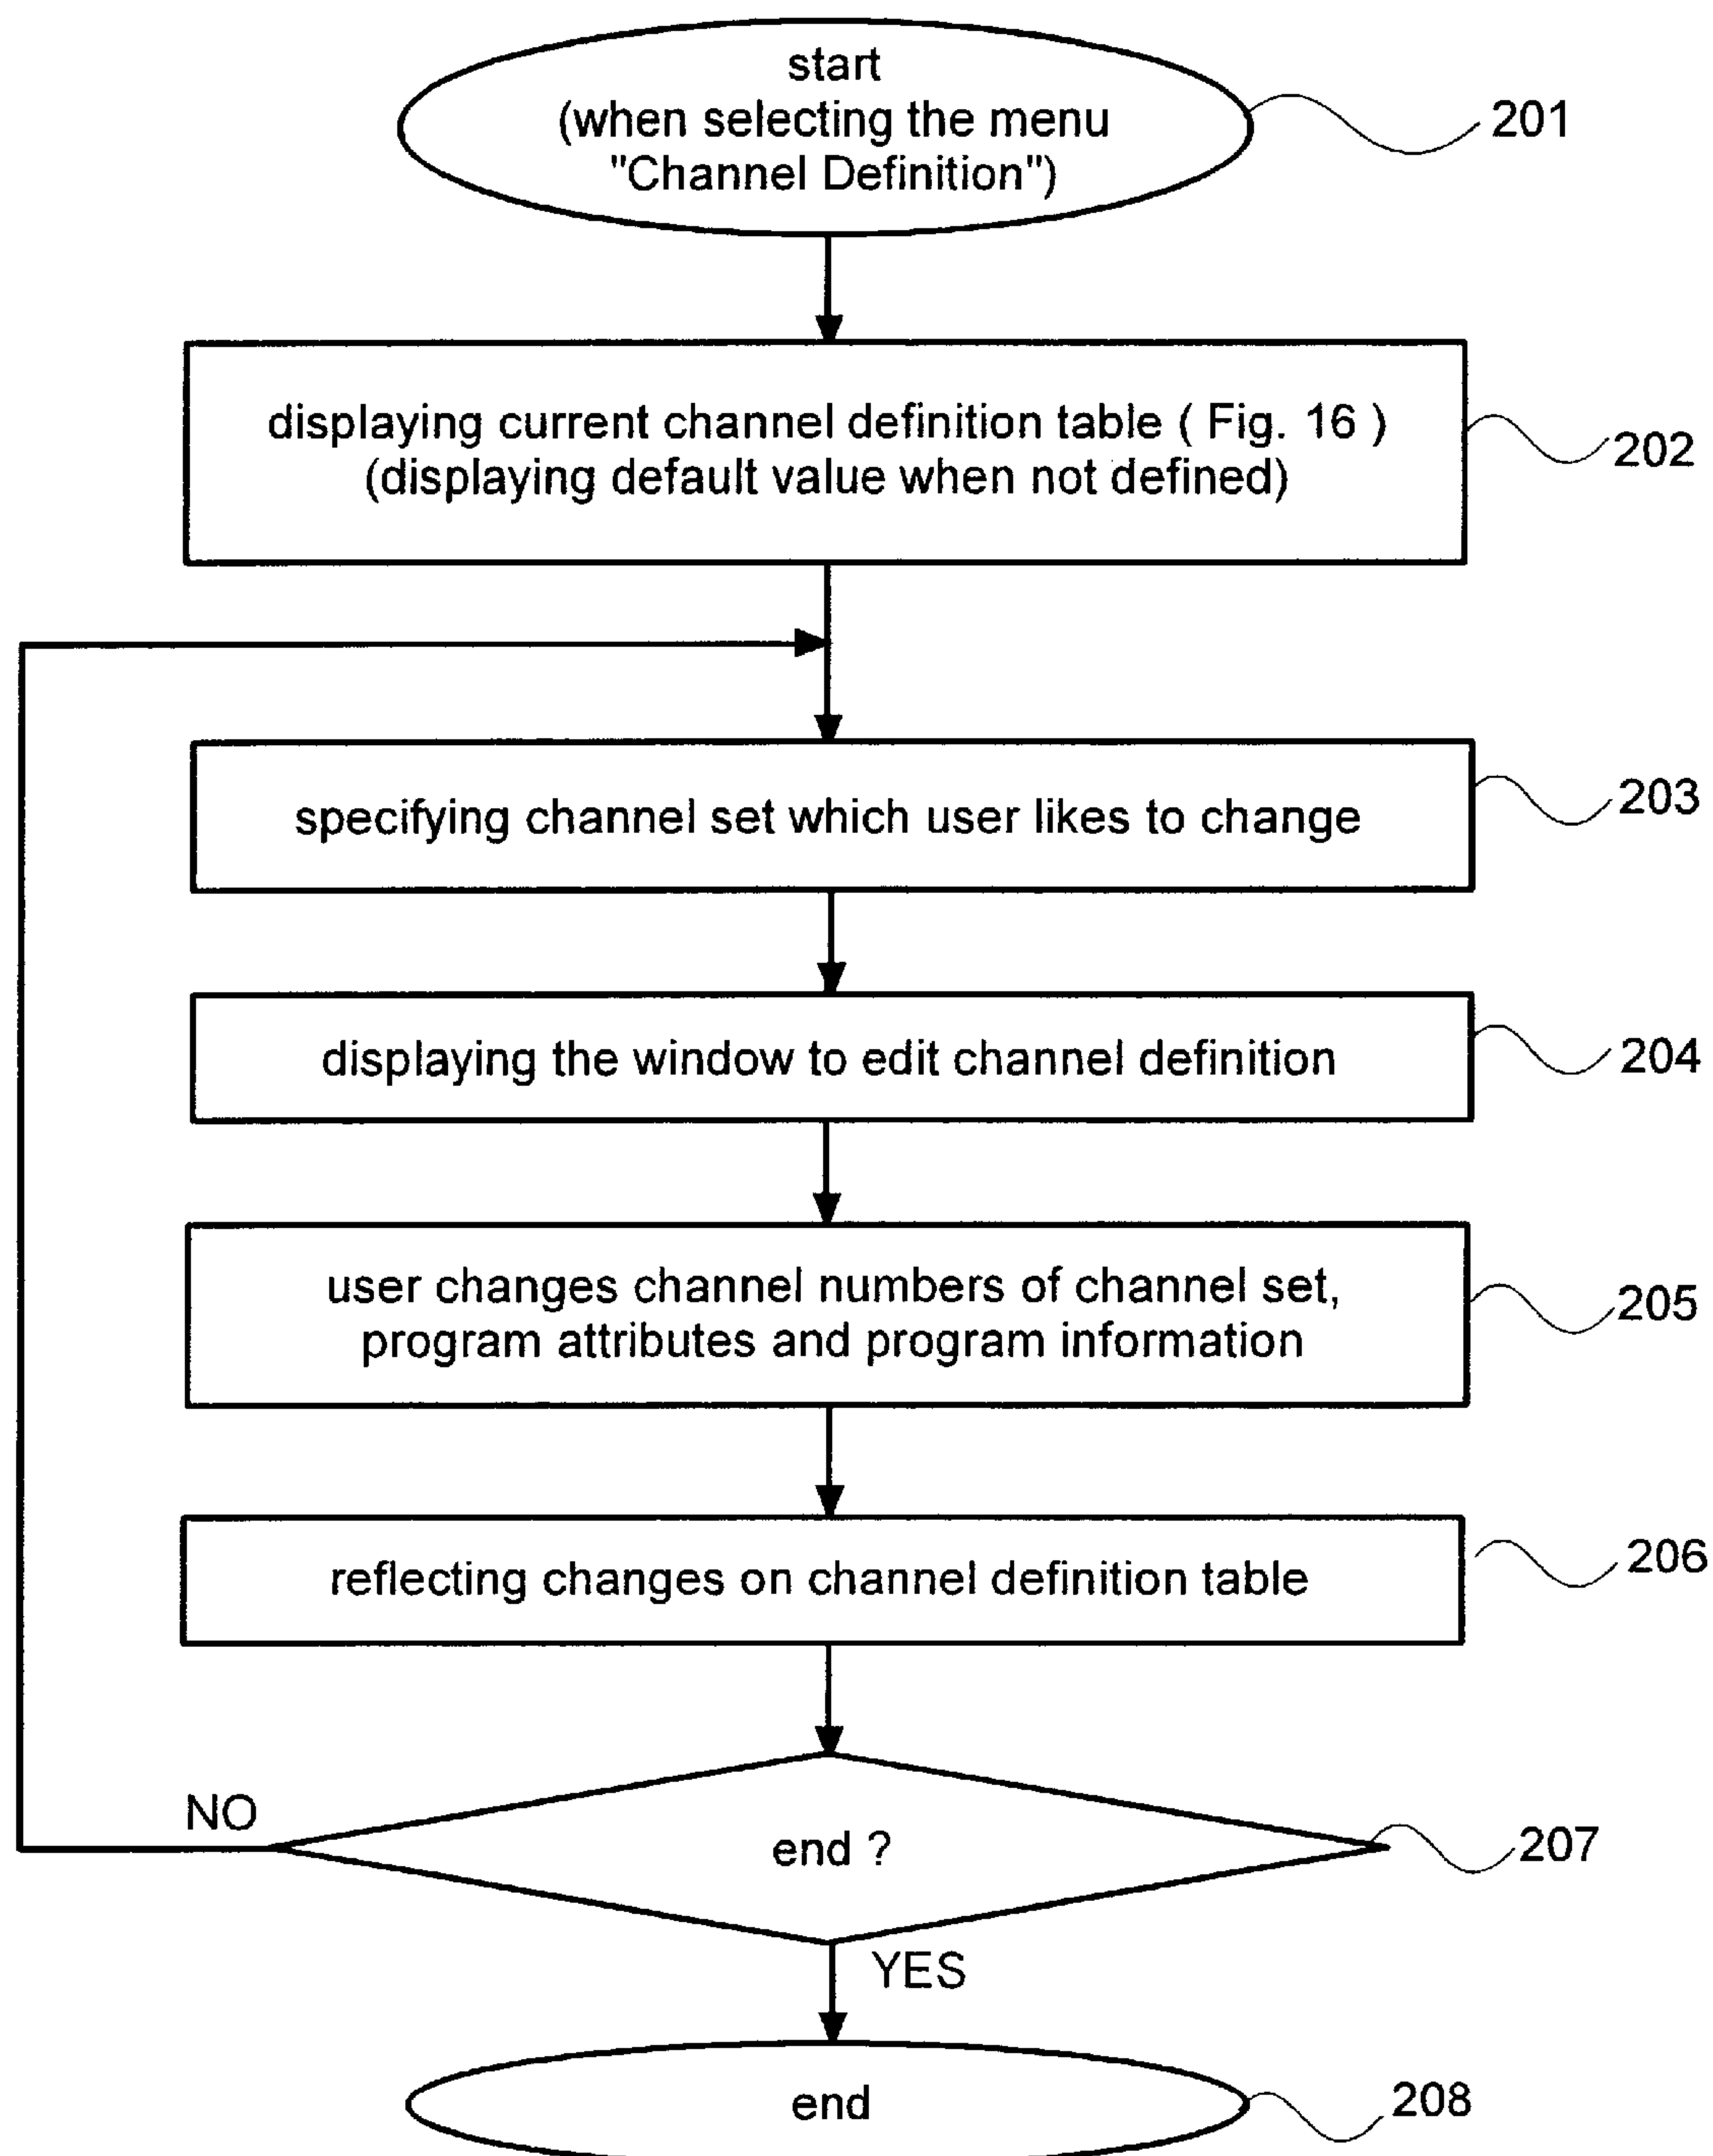 start
(when selecting the menu
"Channel Definition")
201
displaying current channel definition table ( Fig. 16 )
(displaying default value when not defined)
202
specifying channel set which user likes to change
203
displaying the window to edit channel definition
204
user changes channel numbers of channel set,
program attributes and program information
205
reflecting changes on channel definition table
206
NO
end ?
207
YES
end
208